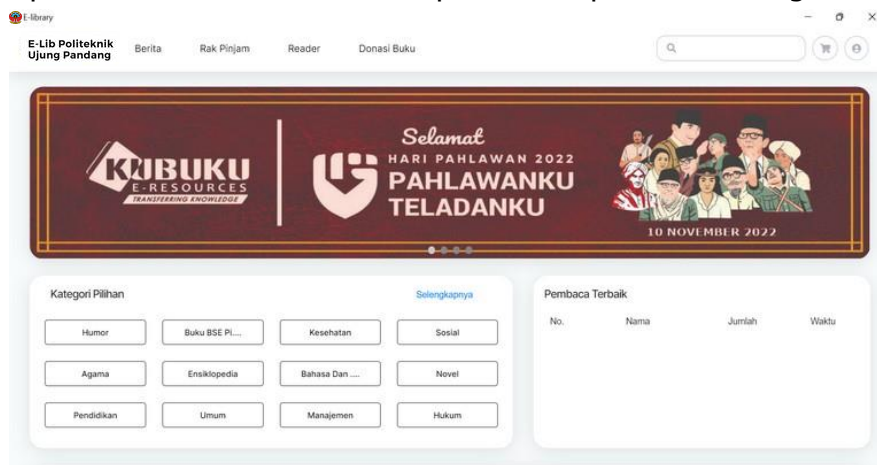 E-library
E-Lib Politeknik
Ujung Pandang
Berita
Rak Pinjam
Reader
Donasi Buku
KUBUKU
E-RESOURCES
TRANSFERRING KNOWLEDGE
Selamat
HARI PAHLAWAN 2022
PAHLAWANKU
TELADANKU
10 NOVEMBER 2022
Kategori Pilihan
Selengkapnya
Humor
Buku BSE Pi....
Kesehatan
Sosial
Agama
Ensiklopedia
Bahasa Dan ....
Novel
Pendidikan
Umum
Manajemen
Hukum
Pembaca Terbaik
No. Nama Jumlah Waktu